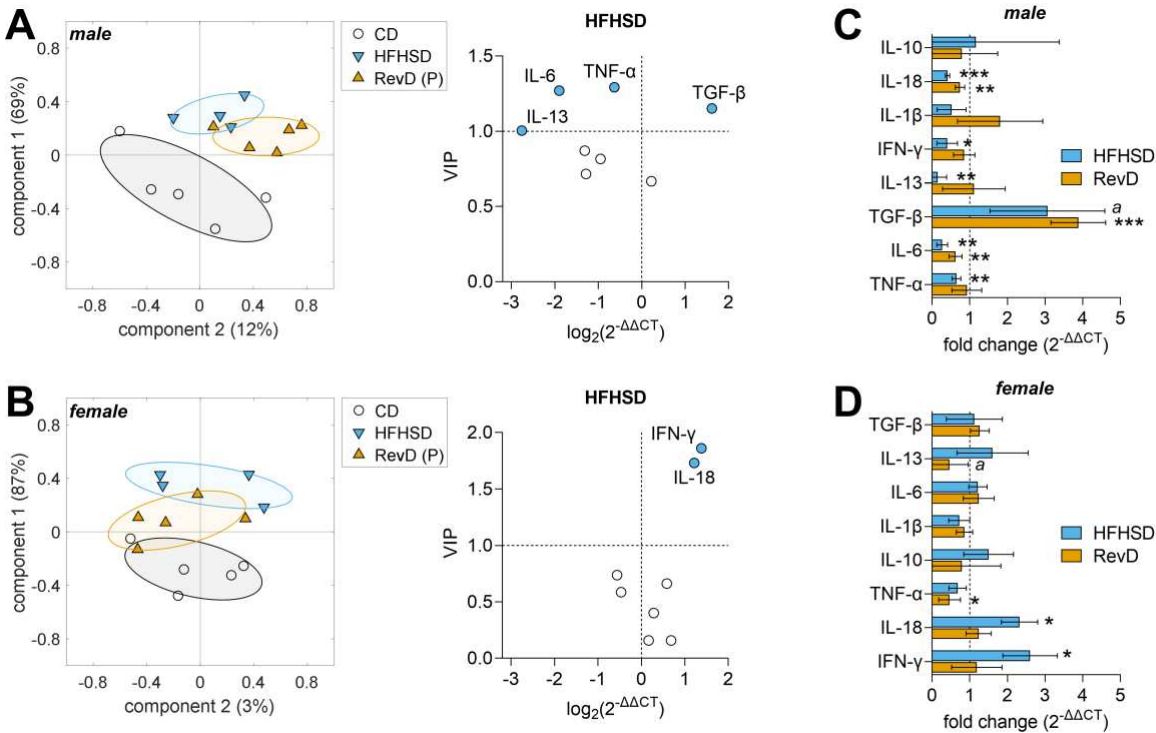 A
male
CD
HFHSD
RevD (P)
component 1 (69%)
0.8
0.4
0
-0.4
-0.8
-0.8
-0.4
0
0.4
0.8
component 2 (12%)
HFHSD
VIP
1.5
1.0
0.5
0.0
IL-6
TNF-α
TGF-β
IL-13
-3
-2
-1
0
1
2
log2(2-ΔΔCT)
C
male
IL-10
IL-18
***
**
IL-1β
IFN-γ
*
IL-13
**
TGF-β
a
***
IL-6
**
**
TNF-α
**
HFHSD
RevD
0
1
2
3
4
5
fold change (2-ΔΔCT)
B
female
CD
HFHSD
RevD (P)
component 1 (87%)
0.8
0.4
0
-0.4
-0.8
-0.8
-0.4
0
0.4
0.8
component 2 (3%)
HFHSD
VIP
2.0
1.5
1.0
0.5
0.0
IFN-γ
IL-18
-3
-2
-1
0
1
2
log2(2-ΔΔCT)
D
female
TGF-β
IL-13
a
IL-6
IL-1β
IL-10
TNF-α
*
IL-18
*
IFN-γ
*
HFHSD
RevD
0
1
2
3
4
5
fold change (2-ΔΔCT)